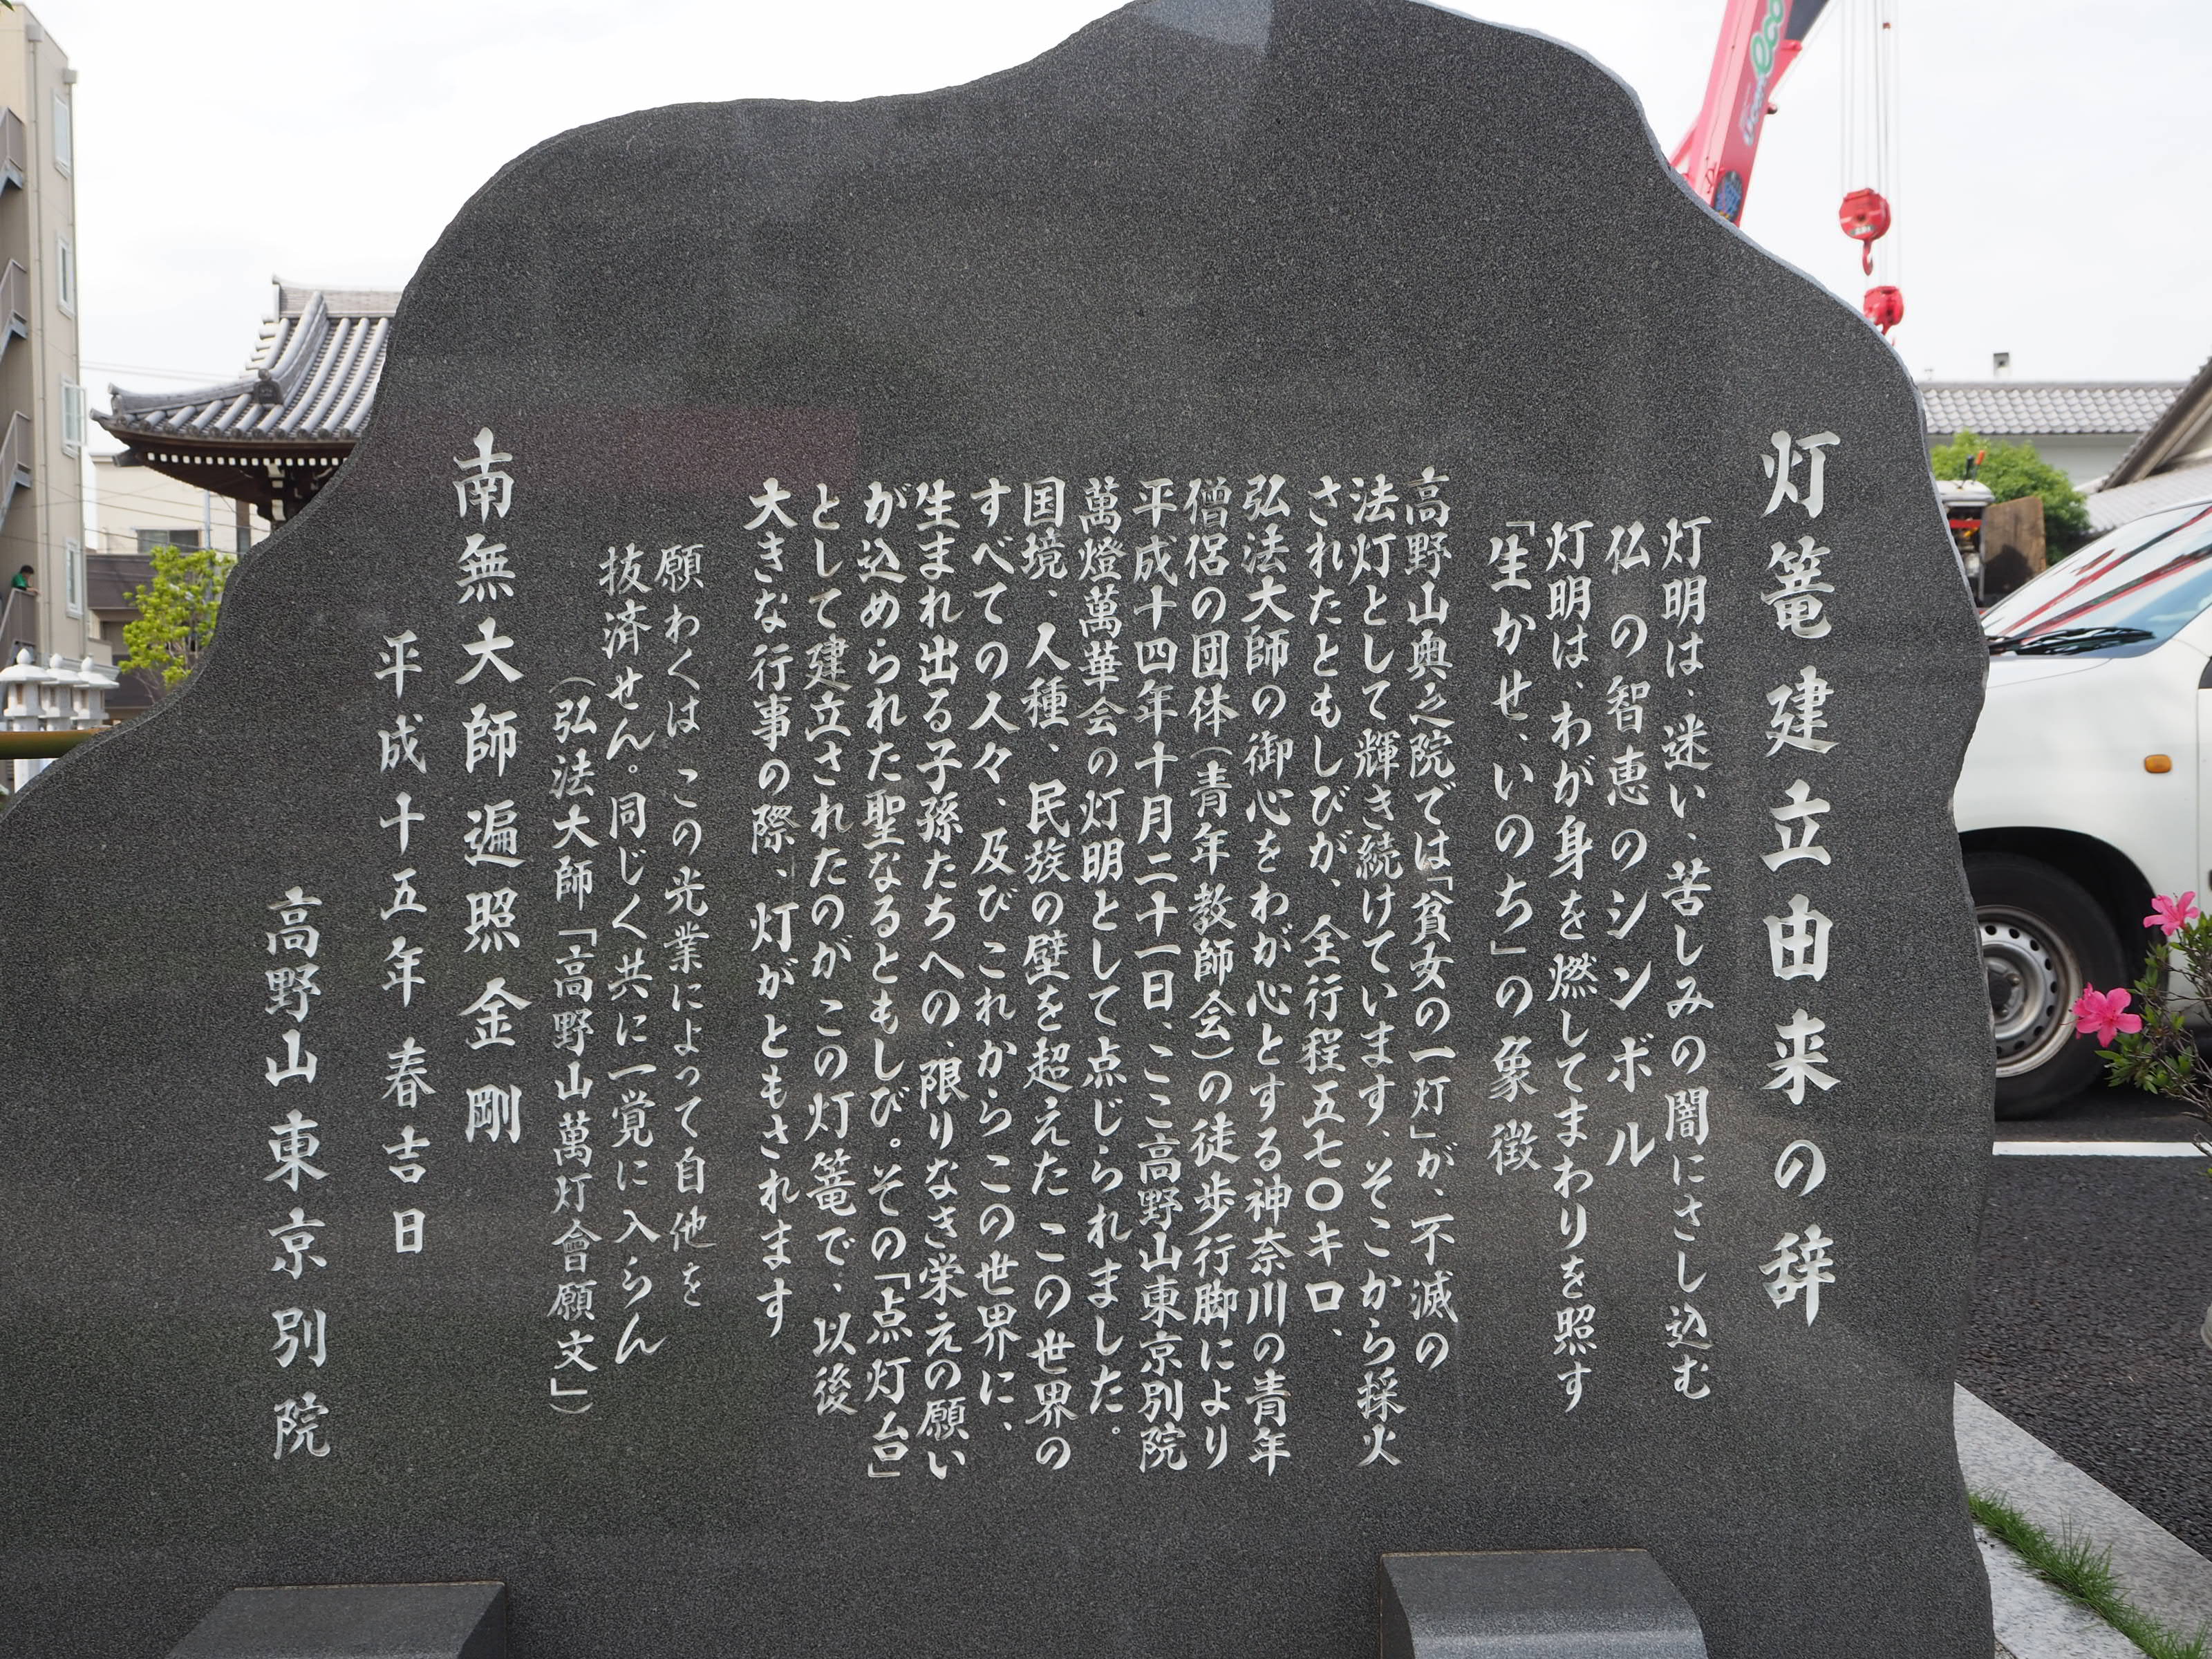 灯篭建立由来の辞
灯明は、迷い、苦しみの闇にさし込む
仏の智恵のシンボル
灯明は、わが身を燃してまわりを照す
「生かせ、いのち」の象徴
高野山奥之院では「貧女の一灯」が、不滅の
法灯として輝き続けています、そこから採火
されたともしびが、全行程五七〇キロ、
弘法大師の御心をわが心とする神奈川の青年
僧侶の団体(青年教師会)の徒歩行脚により
平成十四年十月二十一日、ここ高野山東京別院
萬燈萬華会の灯明として点じられました。
国境、人種、民族の壁を超えたこの世界の
すべての人々、及びこれからこの世界に、
生まれ出る子孫たちへの、限りなき栄えの願い
が込められた聖なるともしび。その「点灯台」
として建立されたのがこの灯篭で、以後
大きな行事の際、灯がともされます
願わくは この光業によって自他を
抜済せん。同じく共に一覚に入らん
(弘法大師「高野山萬灯會願文」)
南無大師遍照金剛
平成十五年春吉日
高野山東京別院
eco